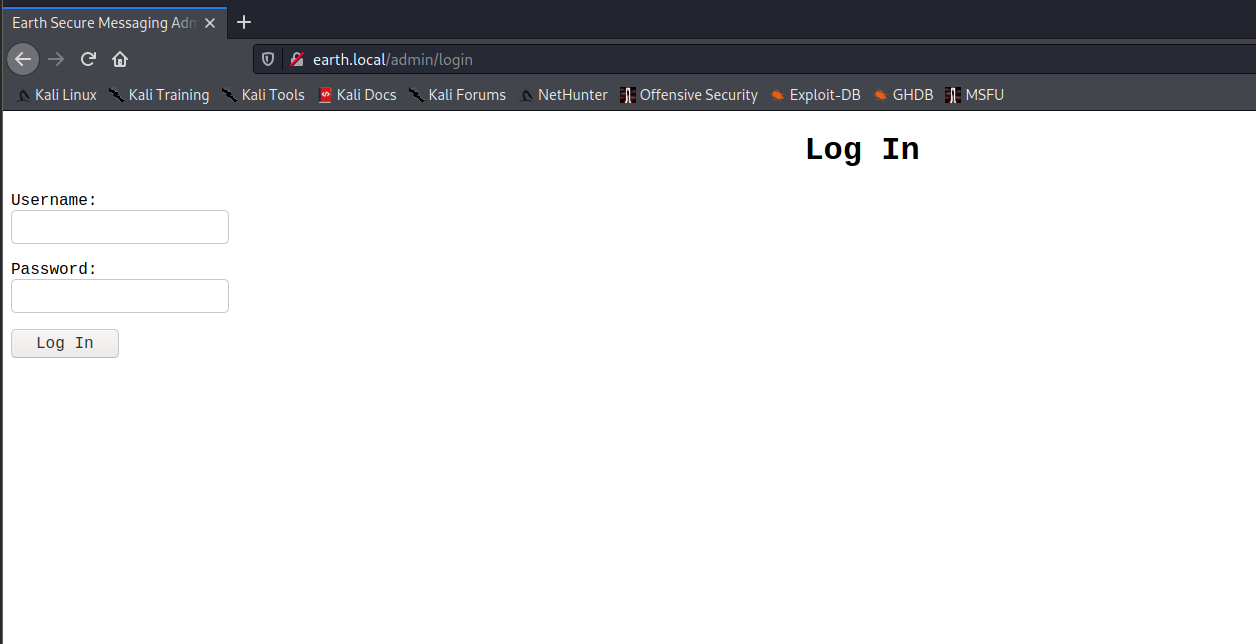 Earth Secure Messaging Adm
earth.local/admin/login
Kali Linux Kali Training Kali Tools Kali Docs Kali Forums NetHunter Offensive Security Exploit-DB GHDB MSFU
Log In
Username:
Password:
Log In